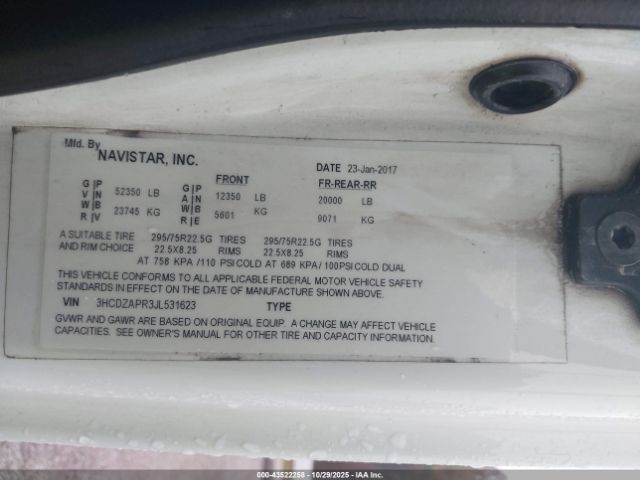 Mfd. By
NAVISTAR, INC.
DATE 23-Jan-2017
FRONT
FR-REAR-RR
G|P
V|N 52350 LB
W|B
R|V 23745 KG
G|P
A|N 12350 LB
W|B
R|E 5601 KG
20000 LB
9071 KG
A SUITABLE TIRE 295/75R22.5G TIRES 295/75R22.5G TIRES
AND RIM CHOICE 22.5X8.25 RIMS 22.5X8.25 RIMS
AT 758 KPA /110 PSI COLD AT 689 KPA/ 100PSI COLD DUAL
THIS VEHICLE CONFORMS TO ALL APPLICABLE FEDERAL MOTOR VEHICLE SAFETY
STANDARDS IN EFFECT ON THE DATE OF MANUFACTURE SHOWN ABOVE.
VIN 3HCDZAPR3JL531623 TYPE
GVWR AND GAWR ARE BASED ON ORIGINAL EQUIP. A CHANGE MAY AFFECT VEHICLE
CAPACITIES. SEE OWNER'S MANUAL FOR OTHER TIRE AND CAPACITY INFORMATION.
000-43522258 - 10/29/2025 - IAA, Inc.